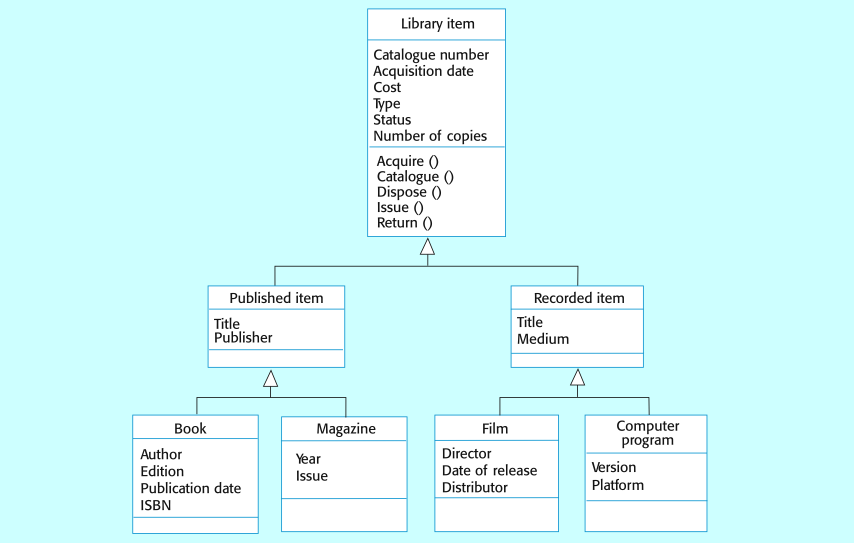 Library item
Catalogue number
Acquisition date
Cost
Type
Status
Number of copies
Acquire ()
Catalogue ()
Dispose ()
Issue ()
Return ()
Published item
Title
Publisher
Recorded item
Title
Medium
Book
Author
Edition
Publication date
ISBN
Magazine
Year
Issue
Film
Director
Date of release
Distributor
Computer
program
Version
Platform